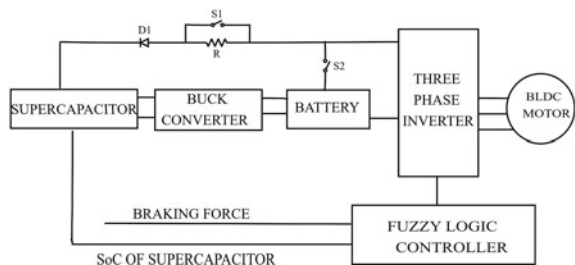 D1
S1
R
S2
SUPERCAPACITOR
BUCK
CONVERTER
BATTERY
THREE
PHASE
INVERTER
BLDC
MOTOR
BRAKING FORCE
FUZZY LOGIC
CONTROLLER
SoC OF SUPERCAPACITOR